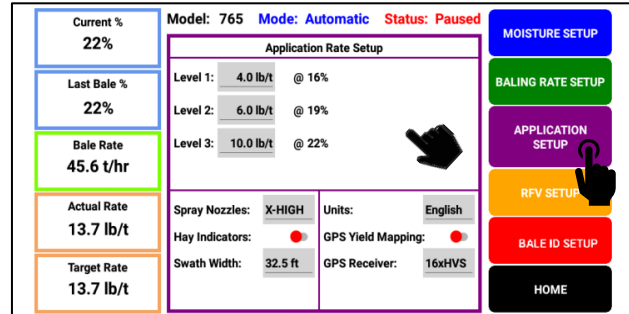 Model: 765 Mode: Automatic Status: Paused
Current %
22%
Last Bale %
22%
Bale Rate
45.6 t/hr
Actual Rate
13.7 lb/t
Target Rate
13.7 lb/t
Application Rate Setup
Level 1: 4.0 lb/t @ 16%
Level 2: 6.0 lb/t @ 19%
Level 3: 10.0 lb/t @ 22%
Spray Nozzles: X-HIGH
Hay Indicators:
Swath Width: 32.5 ft
Units: English
GPS Yield Mapping:
GPS Receiver: 16xHVS
MOISTURE SETUP
BALING RATE SETUP
APPLICATION
SETUP
RFV SETUP
BALE ID SETUP
HOME